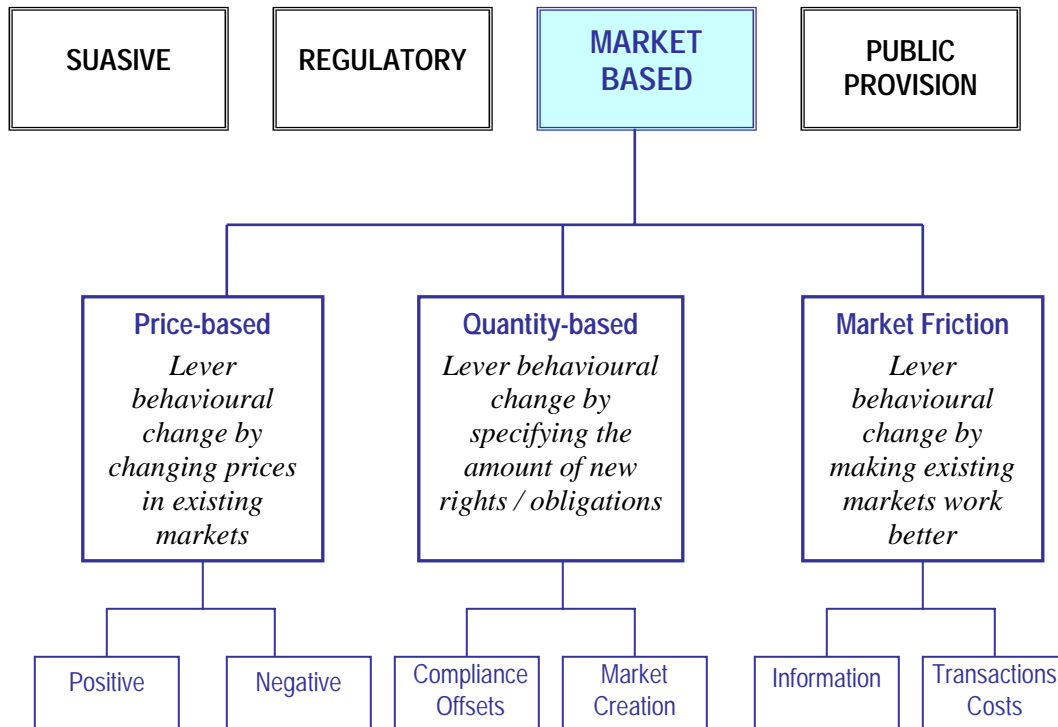 SUASIVE
REGULATORY
MARKET
BASED
PUBLIC
PROVISION
Price-based
Lever
behavioural
change by
changing prices
in existing
markets
Quantity-based
Lever behavioural
change by
specifying the
amount of new
rights / obligations
Market Friction
Lever
behavioural
change by
making existing
markets work
better
Positive
Negative
Compliance
Offsets
Market
Creation
Information
Transactions
Costs